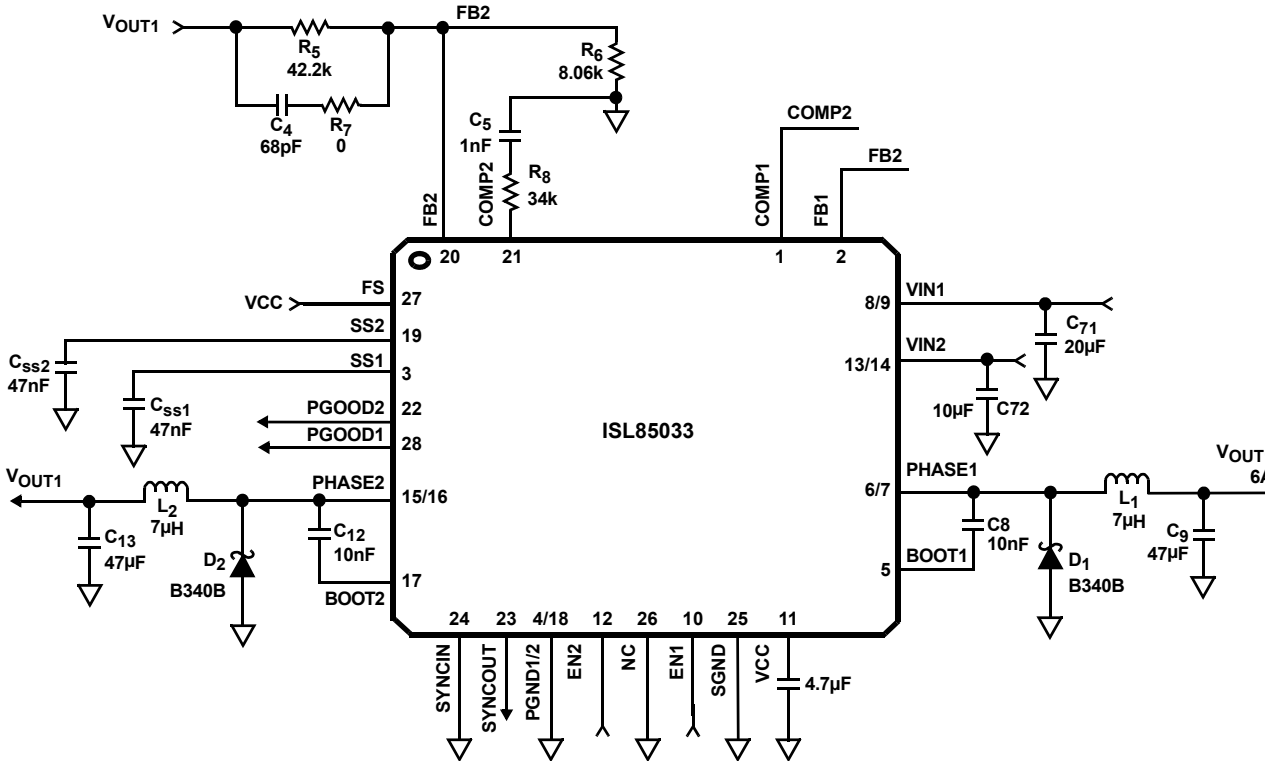 VOUT1
FB2
R5
42.2k
R6
8.06k
C4
68pF
R7
0
C5
1nF
COMP2
R8
34k
FB2
COMP2
COMP1
FB2
FB1
20
21
1
2
VCC
FS
27
SS2
19
Css2
47nF
SS1
3
Css1
47nF
PGOOD2
22
PGOOD1
28
ISL85033
8/9
VIN1
C71
20µF
VIN2
13/14
10µF
C72
VOUT1
L2
7µH
PHASE2
15/16
C13
47µF
D2
B340B
C12
10nF
17
BOOT2
PHASE1
6/7
L1
7µH
VOUT
6A
C8
10nF
BOOT1
5
D1
B340B
C9
47µF
24
23
4/18
12
26
10
25
11
SYNCIN
SYNCOUT
PGND1/2
EN2
NC
EN1
SGND
VCC
4.7µF